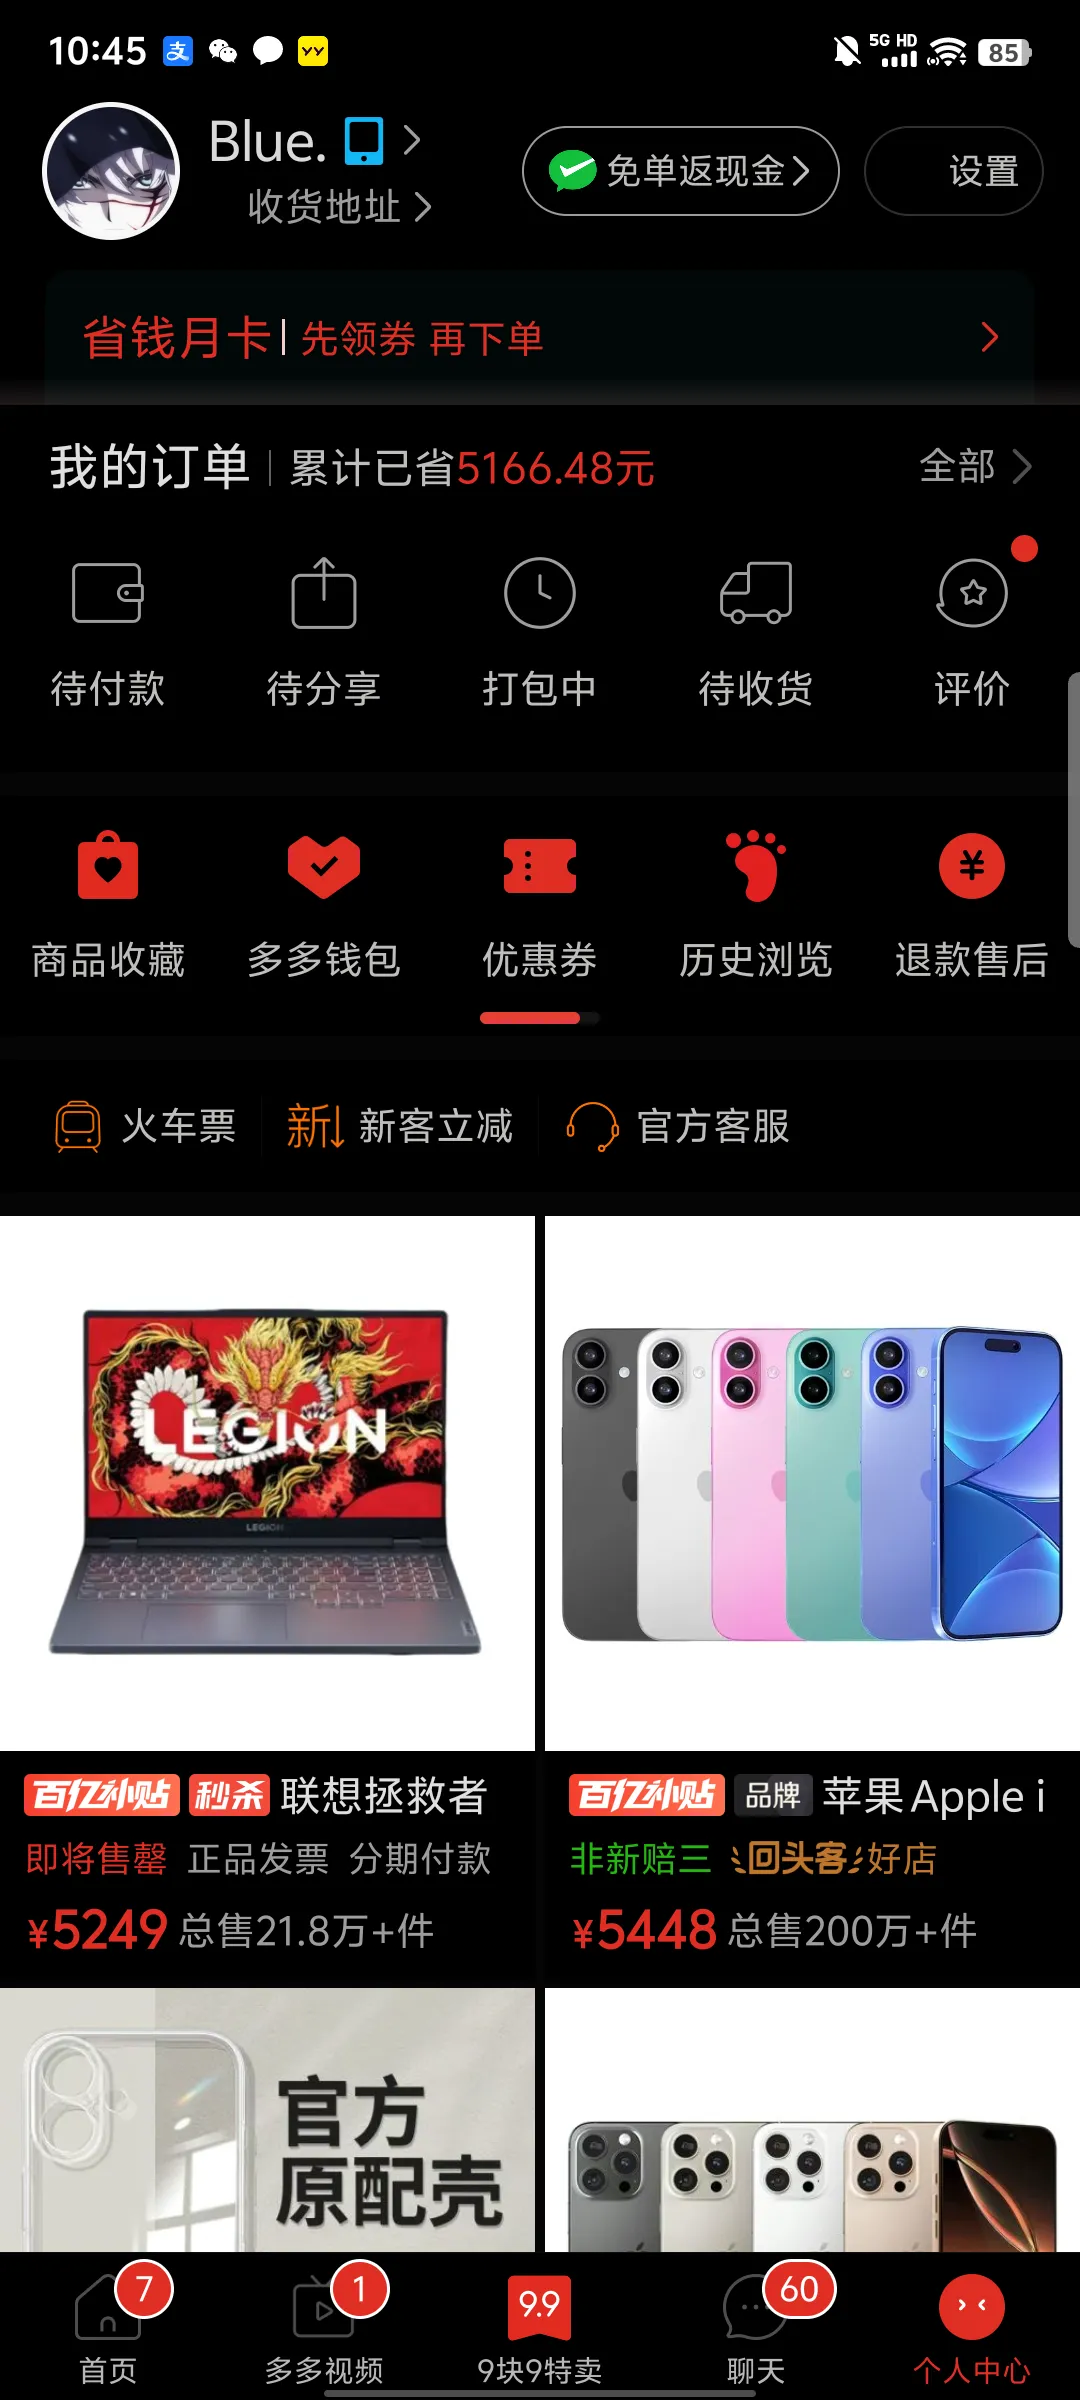 10:45
支
YY
5G HD
85
Blue.
收货地址
免单返现金
设置
省钱月卡
先领券 再下单
我的订单
累计已省5166.48元
全部
待付款
待分享
打包中
待收货
评价
商品收藏
多多钱包
优惠券
历史浏览
¥
退款售后
火车票
新
新客立减
官方客服
LEGION
LEGION
百亿补贴 秒杀 联想拯救者
即将售罄 正品发票 分期付款
¥5249 总售21.8万+件
百亿补贴 品牌 苹果Apple i
非新赔三 回头客 好店
¥5448 总售200万+件
官方
原配壳
7
首页
1
多多视频
9.9
9块9特卖
60
聊天
个人中心